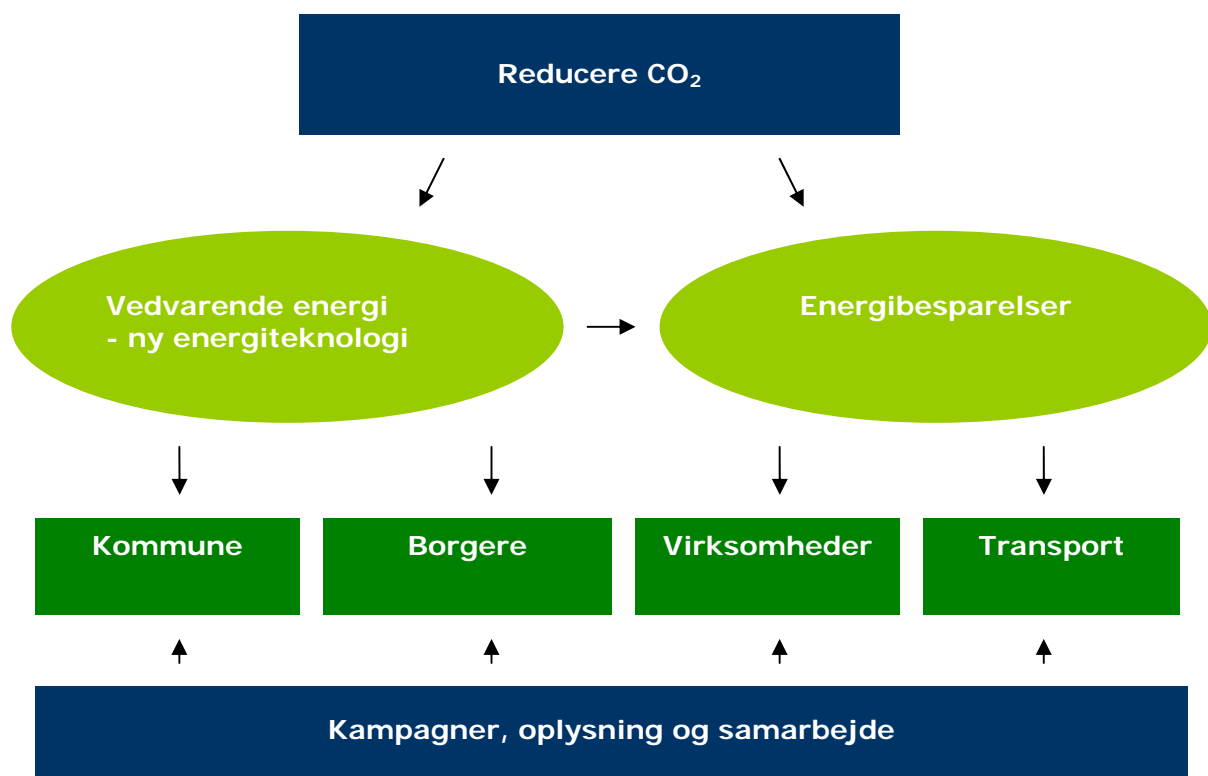 Reducere CO₂
Vedvarende energi
- ny energiteknologi
Energibesparelser
Kommune
Borgere
Virksomheder
Transport
Kampagner, oplysning og samarbejde